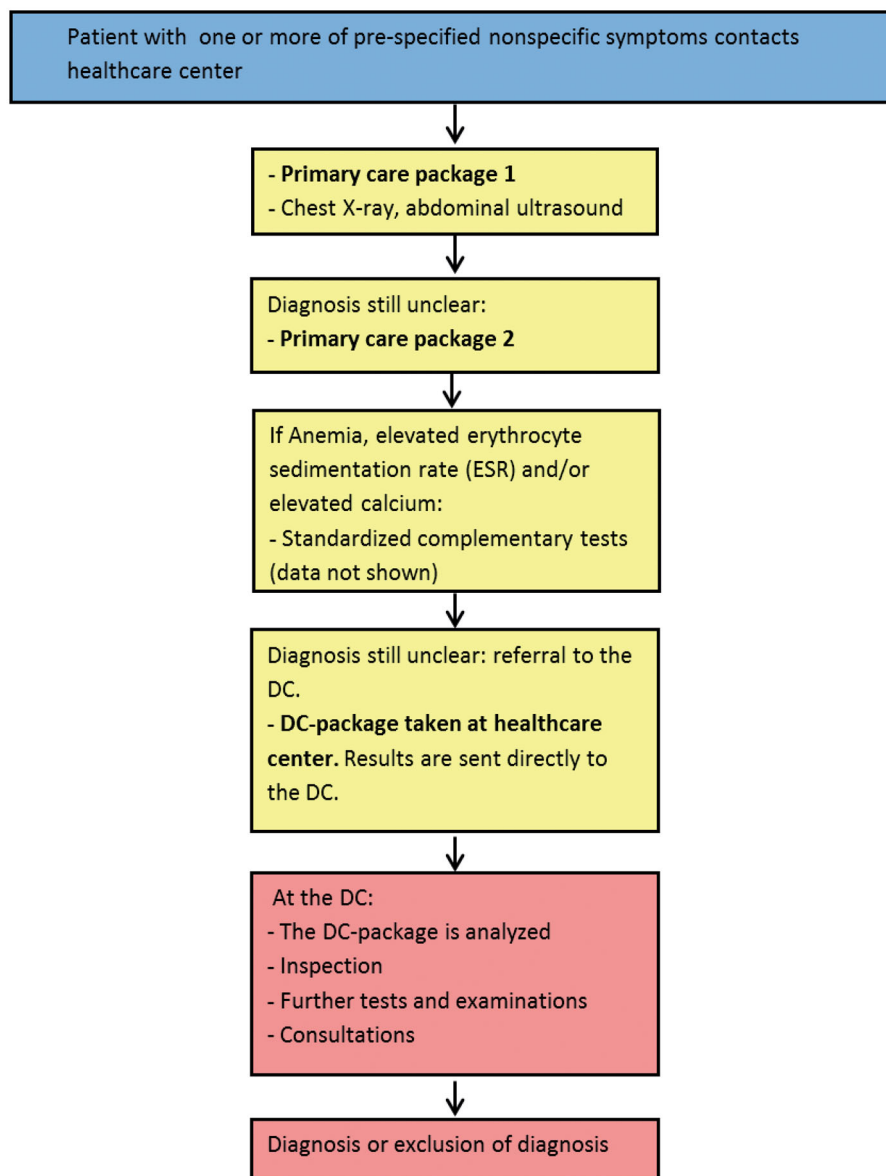 Patient with  one or more of pre-specified nonspecific symptoms contacts
healthcare center
- Primary care package 1
- Chest X-ray, abdominal ultrasound
Diagnosis still unclear:
- Primary care package 2
If Anemia, elevated erythrocyte
sedimentation rate (ESR) and/or
elevated calcium:
- Standardized complementary tests
(data not shown)
Diagnosis still unclear: referral to the
DC.
- DC-package taken at healthcare
center. Results are sent directly to
the DC.
At the DC:
- The DC-package is analyzed
- Inspection
- Further tests and examinations
- Consultations
Diagnosis or exclusion of diagnosis